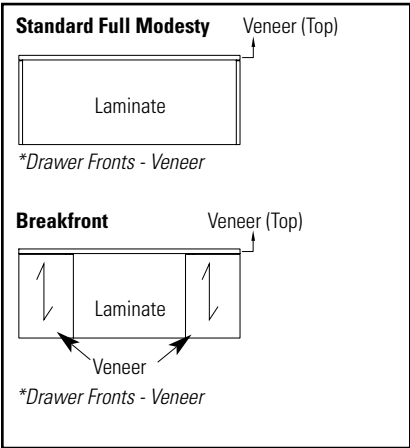 Standard Full Modesty Veneer (Top)
Laminate
*Drawer Fronts - Veneer
Breakfront Veneer (Top)
Laminate
Veneer
*Drawer Fronts - Veneer